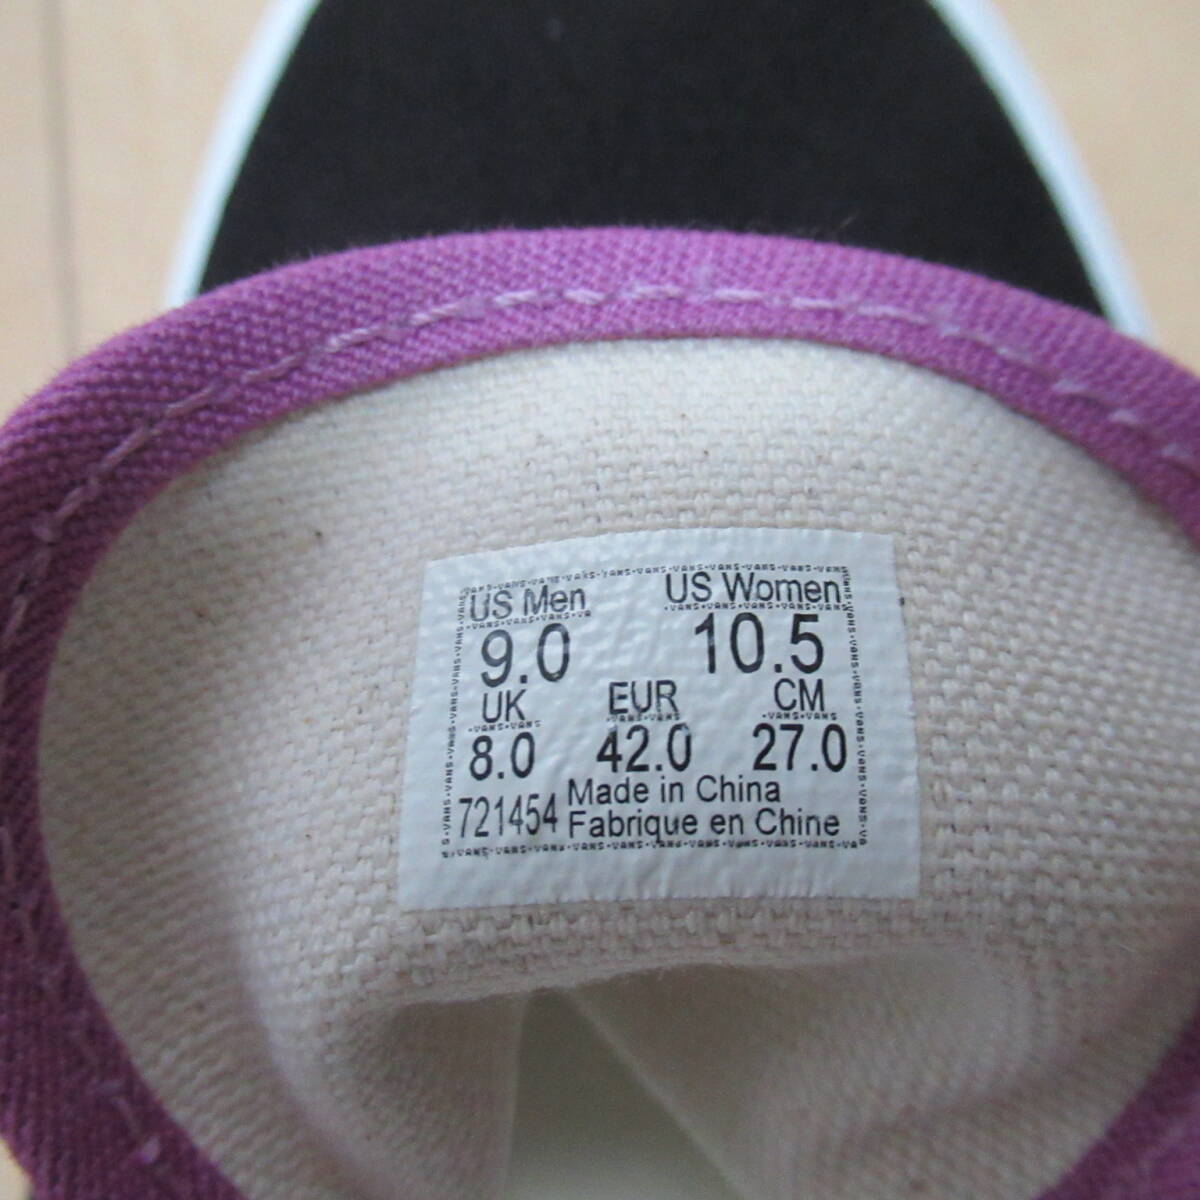 US Men US Women
9.0 10.5
UK EUR CM
8.0 42.0 27.0
721454 Made in China
Fabrique en Chine